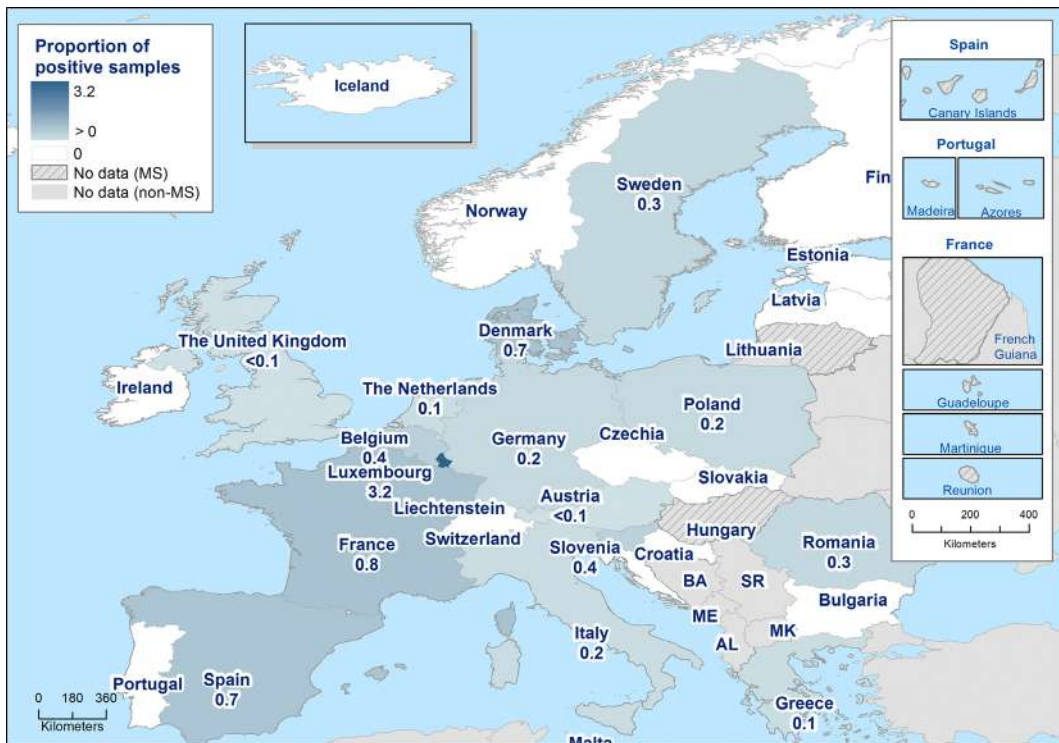 Proportion of
positive samples
3.2
> 0
0
No data (MS)
No data (non-MS)
Iceland
Spain
Canary Islands
Portugal
Madeira
Azores
France
French
Guiana
Guadeloupe
Martinique
Reunion
0 200 400
Kilometers
Norway
Sweden
0.3
Fin
Estonia
Latvia
Lithuania
Denmark
0.7
The United Kingdom
<0.1
Ireland
The Netherlands
0.1
Belgium
0.4
Luxembourg
3.2
Germany
0.2
Poland
0.2
Czechia
Slovakia
Liechtenstein
Austria
<0.1
Hungary
Switzerland
France
0.8
Slovenia
0.4
Croatia
Romania
0.3
BA
SR
Bulgaria
ME
MK
AL
Italy
0.2
Portugal
Spain
0.7
Greece
0.1
Malta
0 180 360
Kilometers